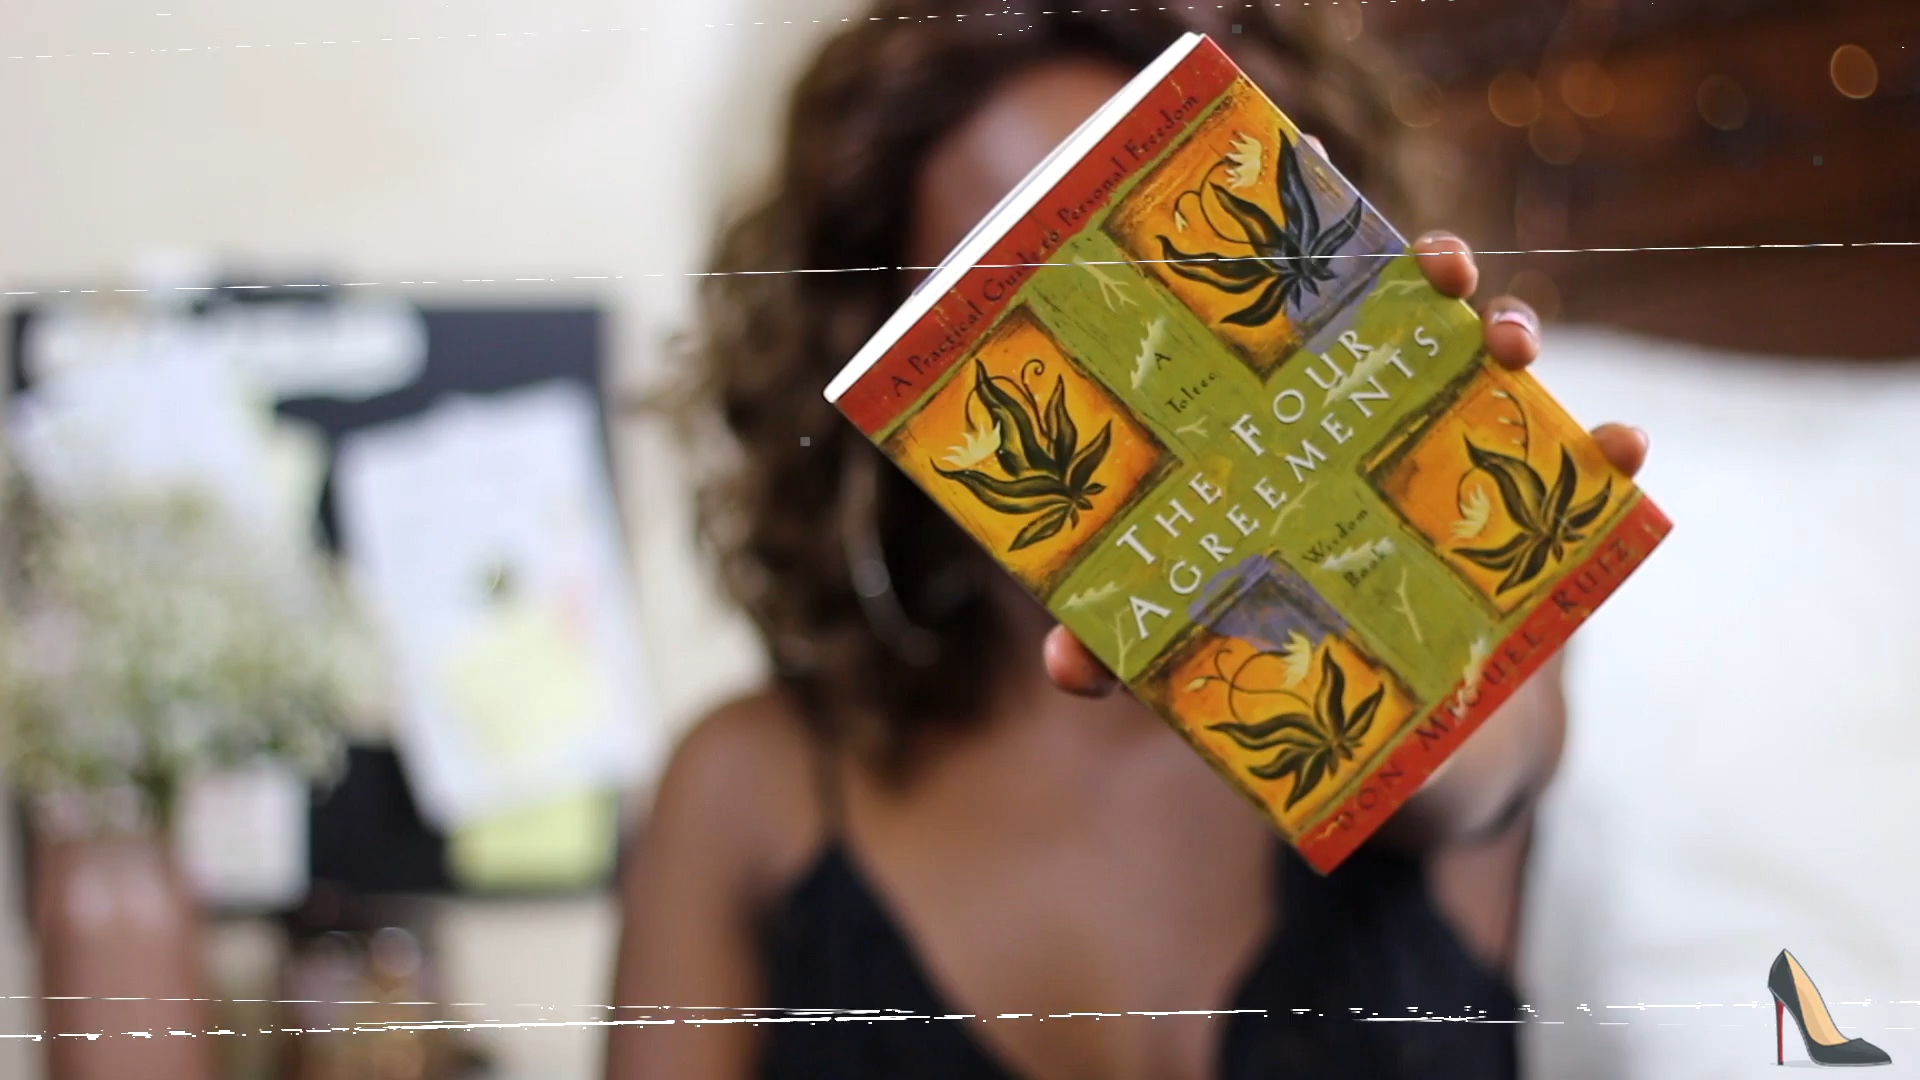 A Practical Guide to Personal Freedom
A
Toltec
THE FOUR
AGREEMENTS
Wisdom
Book
DON MIGUEL RUIZ